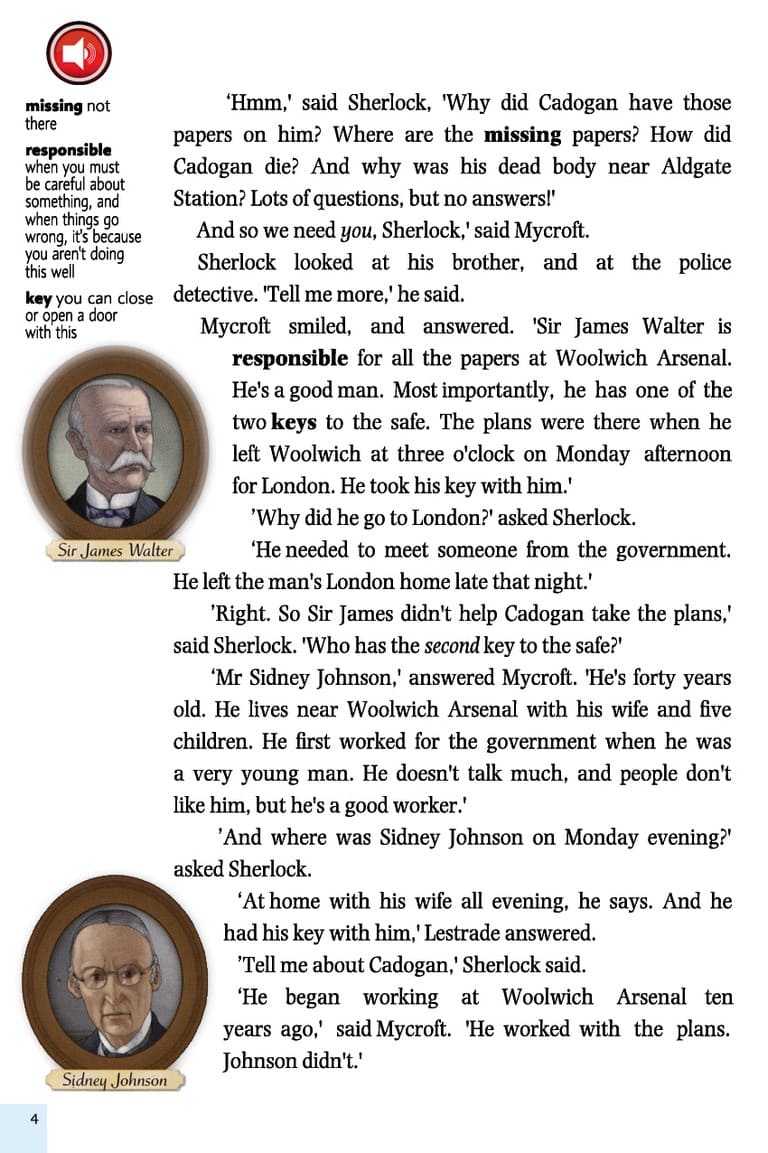 missing not
there
responsible
when you must
be careful about
something, and
when things go
wrong, it's because
you aren't doing
this well
key you can close
or open a door
with this
‘Hmm,' said Sherlock, 'Why did Cadogan have those
papers on him? Where are the missing papers? How did
Cadogan die? And why was his dead body near Aldgate
Station? Lots of questions, but no answers!'
And so we need you, Sherlock,' said Mycroft.
Sherlock looked at his brother, and at the police
detective. 'Tell me more,' he said.
Mycroft smiled, and answered. 'Sir James Walter is
responsible for all the papers at Woolwich Arsenal.
He's a good man. Most importantly, he has one of the
two keys to the safe. The plans were there when he
left Woolwich at three o'clock on Monday afternoon
for London. He took his key with him.'
’Why did he go to London?' asked Sherlock.
‘He needed to meet someone from the government.
He left the man's London home late that night.'
’Right. So Sir James didn't help Cadogan take the plans,'
said Sherlock. 'Who has the second key to the safe?'
‘Mr Sidney Johnson,' answered Mycroft. 'He's forty years
old. He lives near Woolwich Arsenal with his wife and five
children. He first worked for the government when he was
a very young man. He doesn't talk much, and people don't
like him, but he's a good worker.'
’And where was Sidney Johnson on Monday evening?'
asked Sherlock.
‘At home with his wife all evening, he says. And he
had his key with him,' Lestrade answered.
’Tell me about Cadogan,' Sherlock said.
‘He began working at Woolwich Arsenal ten
years ago,' said Mycroft. 'He worked with the plans.
Johnson didn't.'
Sir James Walter
Sidney Johnson
4